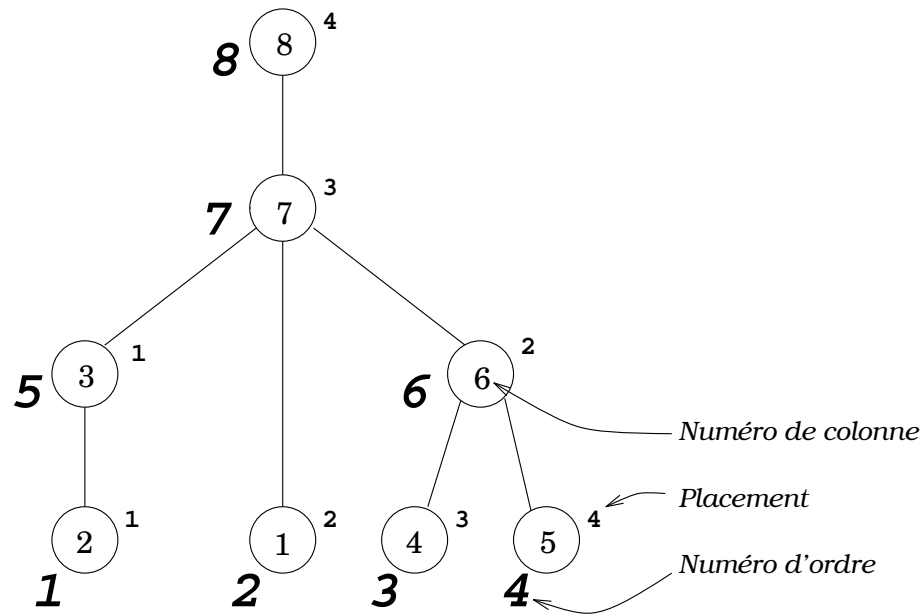 4
8 8
3
7 7
1 2
5 3 6 6
Numéro de colonne
Placement
1 2 3 4
2 1 4 5
Numéro d'ordre
1 2 3 4